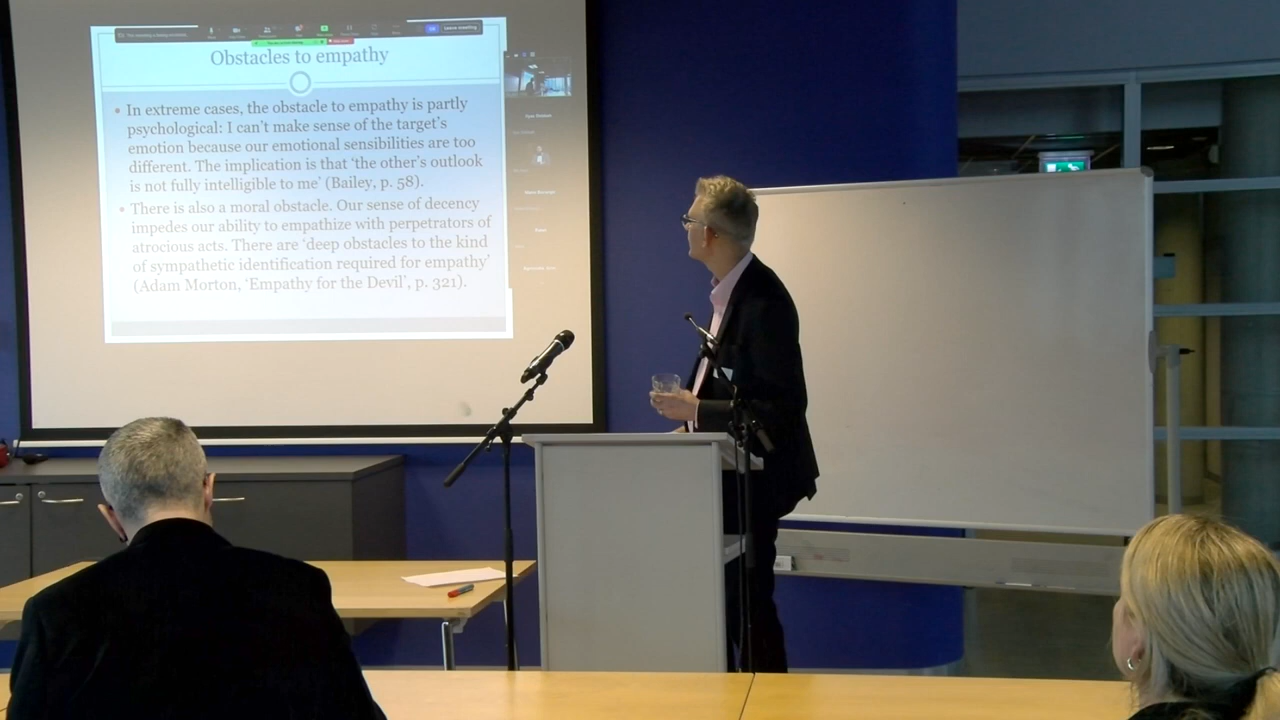 Leave meeting
Obstacles to empathy
• In extreme cases, the obstacle to empathy is partly
psychological: I can't make sense of the target's
emotion because our emotional sensibilities are too
different. The implication is that 'the other's outlook
is not fully intelligible to me' (Bailey, p. 58).
• There is also a moral obstacle. Our sense of decency
impedes our ability to empathize with perpetrators of
atrocious acts. There are 'deep obstacles to the kind
of sympathetic identification required for empathy'
(Adam Morton, 'Empathy for the Devil', p. 321).